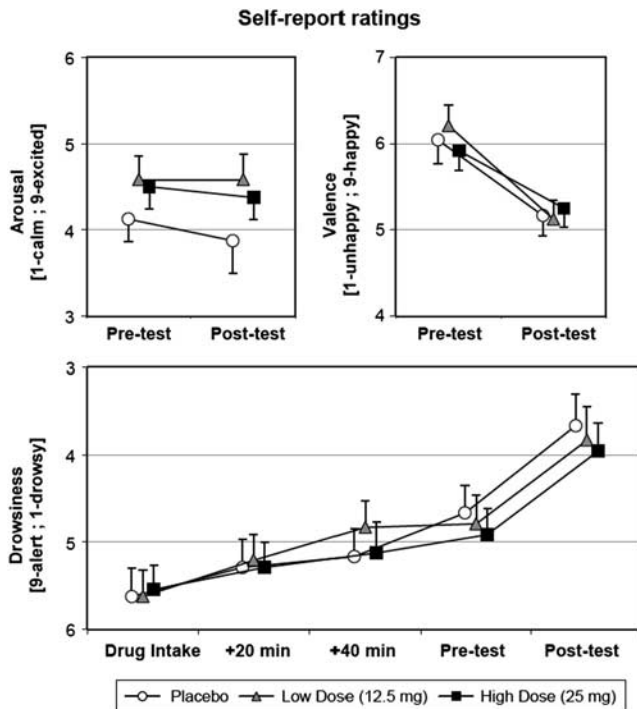 Self-report ratings
Arousal
[1-calm ; 9-excited]
6
5
4
3
Pre-test Post-test
Valence
[1-unhappy ; 9-happy]
7
6
5
4
Pre-test Post-test
Drowsiness
[9-alert ; 1-drowsy]
3
4
5
6
Drug Intake +20 min +40 min Pre-test Post-test
Placebo Low Dose (12.5 mg) High Dose (25 mg)